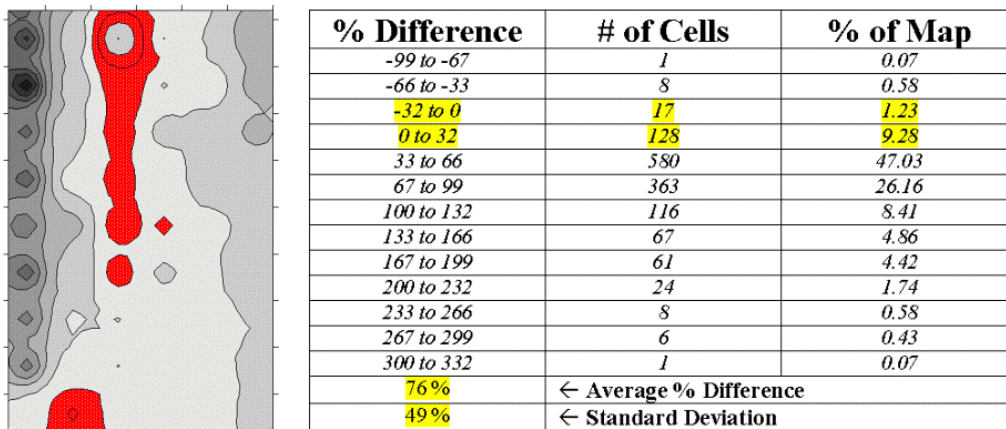 % Difference # of Cells % of Map
-99 to -67 1 0.07
-66 to -33 8 0.58
-32 to 0 17 1.23
0 to 32 128 9.28
33 to 66 580 47.03
67 to 99 363 26.16
100 to 132 116 8.41
133 to 166 67 4.86
167 to 199 61 4.42
200 to 232 24 1.74
233 to 266 8 0.58
267 to 299 6 0.43
300 to 332 1 0.07
76% ← Average % Difference
49% ← Standard Deviation